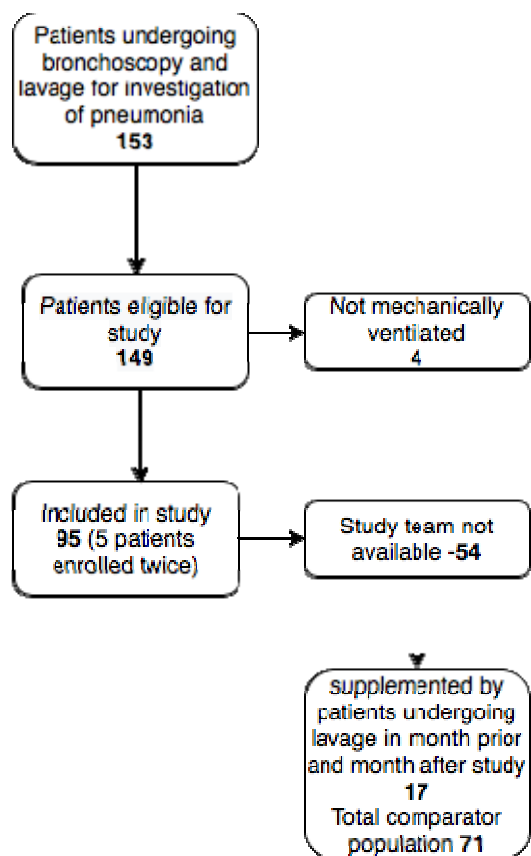 Patients undergoing
bronchoscopy and
lavage for investigation
of pneumonia
153
Patients eligible for
study
149
Not mechanically
ventilated
4
Included in study
95 (5 patients
enrolled twice)
Study team not
available -54
supplemented by
patients undergoing
lavage in month prior
and month after study
17
Total comparator
population 71